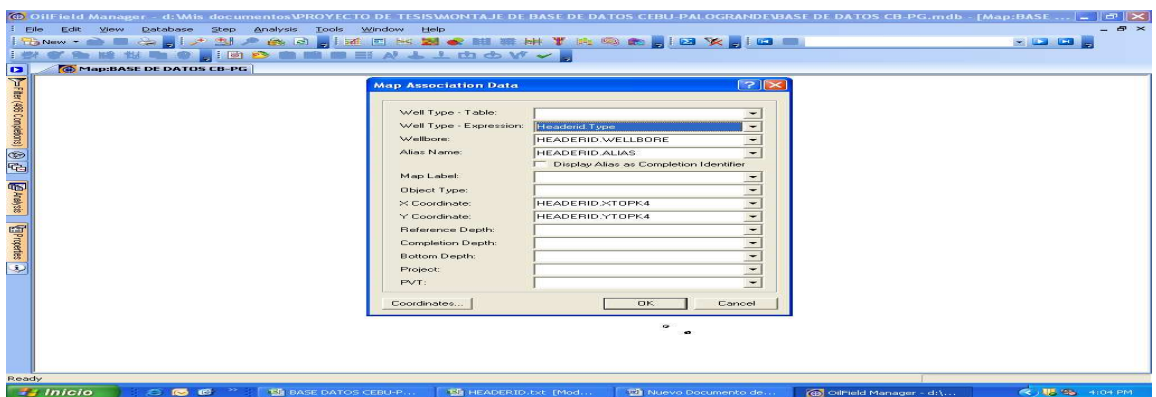 OilField Manager - d:\Mis documentos\PROYECTO DE TESIS\MONTAJE DE BASE DE DATOS CEBU-PALOGRANDE\BASE DE DATOS CB-PG.mdb - [Map:BASE ...
File Edit View Database Step Analysis Tools Window Help
New
Map:BASE DE DATOS CB-PG
Filter (486 Completions)
Analysis
Properties
Map Association Data
Well Type - Table:
Well Type - Expression: Headerid.Type
Wellbore: HEADERID.WELLBORE
Alias Name: HEADERID.ALIAS
Display Alias as Completion Identifier
Map Label:
Object Type:
X Coordinate: HEADERID.XTOPK4
Y Coordinate: HEADERID.YTOPK4
Reference Depth:
Completion Depth:
Bottom Depth:
Project:
PVT:
Coordinates... OK Cancel
Ready
Inicio BASE DATOS CEBU-P... HEADERID.txt [Mod... Nuevo Documento de... OilField Manager - d:\... 4:04 PM